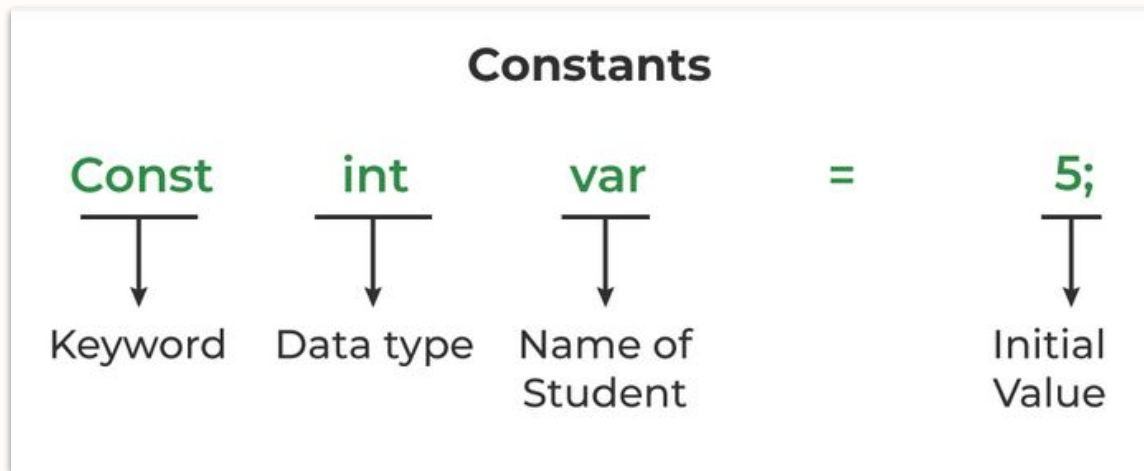 Constants
Const int var = 5;
Keyword Data type Name of Student Initial Value